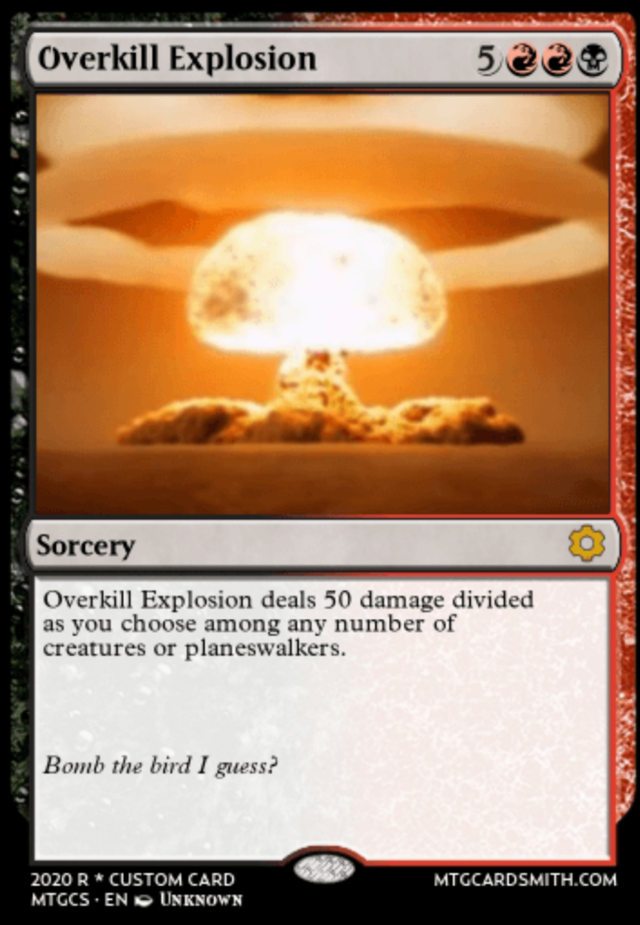 Overkill Explosion 5
Sorcery
Overkill Explosion deals 50 damage divided
as you choose among any number of
creatures or planeswalkers.
Bomb the bird I guess?
2020 R * CUSTOM CARD
MTGCARDSMITH.COM
MTGCS · EN UNKNOWN